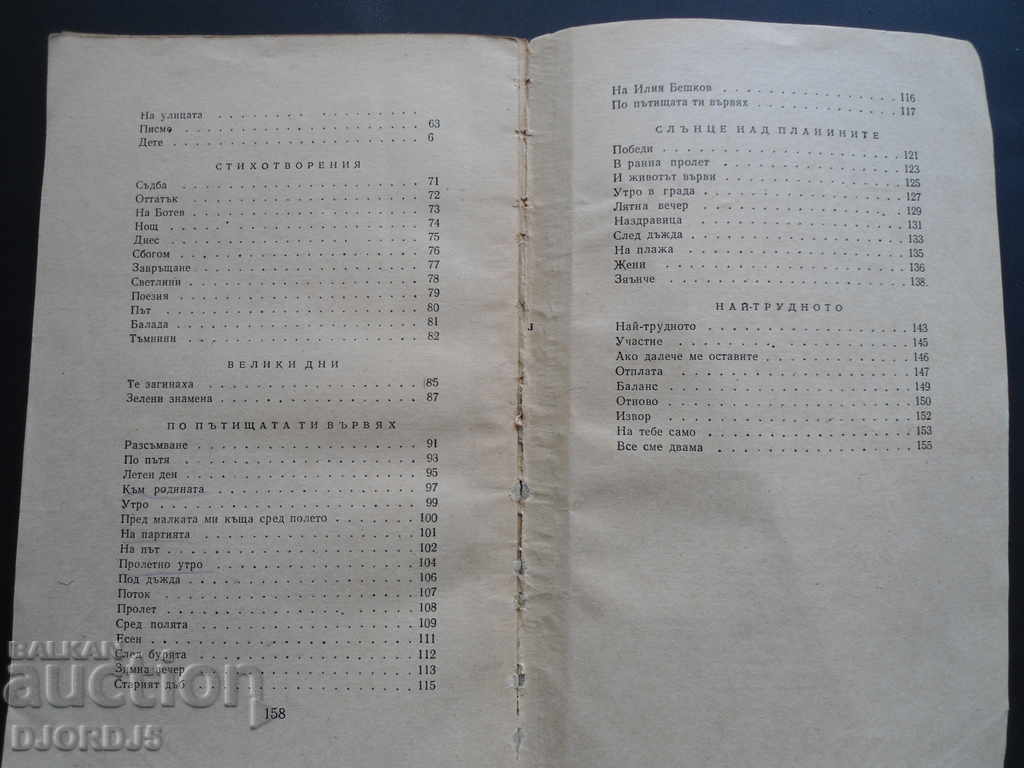 На улицата
Писмо 63
Дете 6
СТИХОТВОРЕНИЯ
Съдба 71
Оттатък 72
На Ботев 73
Нощ 74
Днес 75
Сбогом 76
Завръщане 77
Светлини 78
Поезия 79
Път 80
Балада 81
Тъмнини 82
ВЕЛИКИ ДНИ
Те загинаха 85
Зелени знамена 87
ПО ПЪТИЩАТА ТИ ВЪРВЯХ
Разсъмване 91
По пътя 93
Летен ден 95
Към родината 97
Утро 99
Пред малката ми къща сред полето 100
На паргията 101
На път 102
Пролетно утро 104
Под дъжда 106
Поток 107
Пролет 108
Сред полята 109
Есен 111
След бурята 112
Зимна вечер 113
Старият дъб 115
158
На Илия Бешков 116
По пътищата ти вървях 117
СЛЪНЦЕ НАД ПЛАНИНИТЕ
Победи 121
В ранна пролет 123
И животът върви 125
Утро в града 127
Лятна вечер 129
Наздравица 131
След дъжда 133
На плажа 135
Жени 136
Звънче 138
НАЙ-ТРУДНОТО
Най-трудното 143
Участие 145
Ако далече ме оставите 146
Отплата 147
Баланс 149
Отново 150
Извор 152
На тебе само 153
Все сме двама 155
BALKAN
auction
DJORDJ5